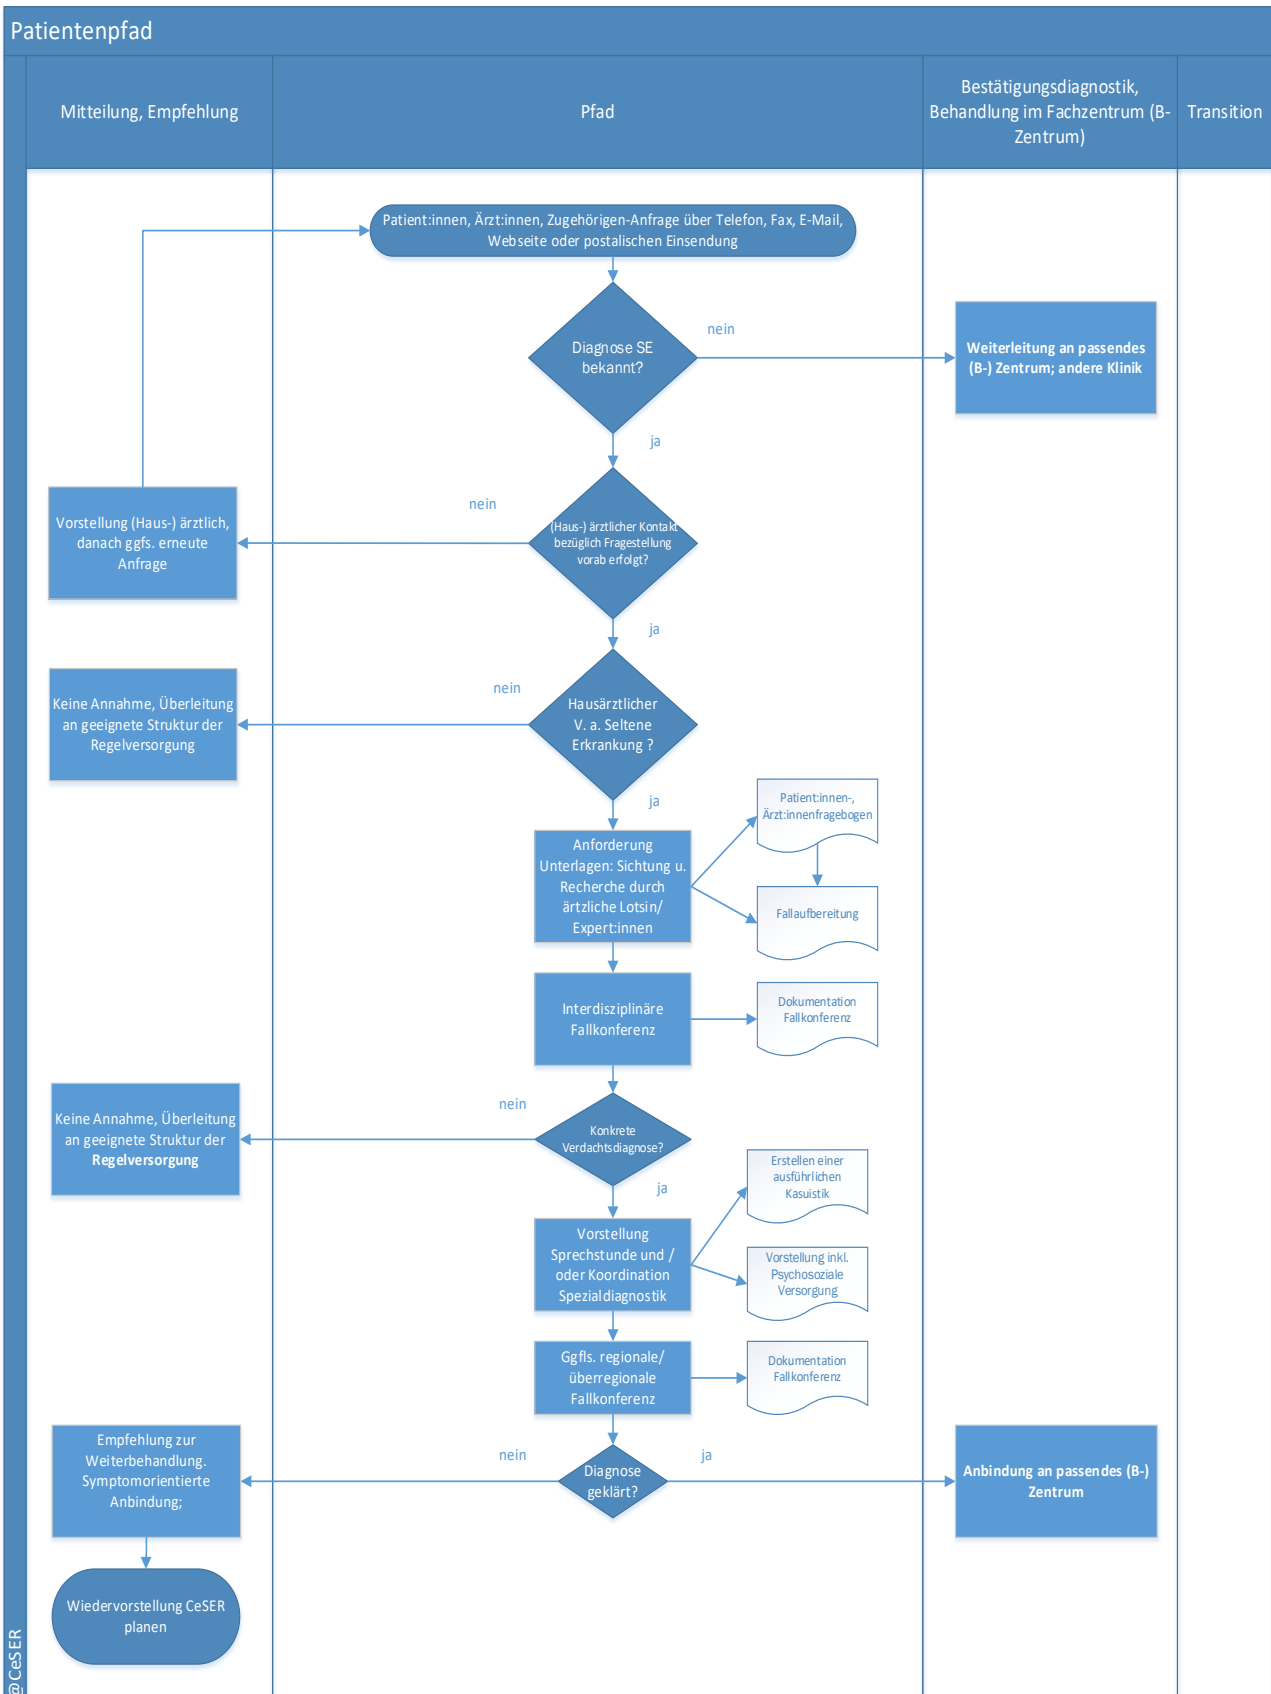 Patientenpfad
Mitteilung, Empfehlung
Pfad
Bestätigungsdiagnostik,
Behandlung im Fachzentrum (B-
Zentrum)
Transition
Patient:innen, Ärzt:innen, Zugehörigen-Anfrage über Telefon, Fax, E-Mail,
Webseite oder postalischen Einsendung
Diagnose SE
bekannt?
nein
Weiterleitung an passendes
(B-) Zentrum; andere Klinik
ja
(Haus-) ärztlicher Kontakt
bezüglich Fragestellung
vorab erfolgt?
nein
Vorstellung (Haus-) ärztlich,
danach ggfs. erneute
Anfrage
ja
Hausärztlicher
V. a. Seltene
Erkrankung ?
nein
Keine Annahme, Überleitung
an geeignete Struktur der
Regelversorgung
ja
Anforderung
Unterlagen: Sichtung u.
Recherche durch
ärtzliche Lotsin/
Expert:innen
Patient:innen-,
Ärzt:innenfragebogen
Fallaufbereitung
Interdisziplinäre
Fallkonferenz
Dokumentation
Fallkonferenz
Konkrete
Verdachtsdiagnose?
nein
Keine Annahme, Überleitung
an geeignete Struktur der
Regelversorgung
ja
Vorstellung
Sprechstunde und /
oder Koordination
Spezialdiagnostik
Erstellen einer
ausführlichen
Kasuistik
Vorstellung inkl.
Psychosoziale
Versorgung
Ggfls. regionale/
überregionale
Fallkonferenz
Dokumentation
Fallkonferenz
Diagnose
geklärt?
nein
ja
Empfehlung zur
Weiterbehandlung.
Symptomorientierte
Anbindung;
Anbindung an passendes (B-)
Zentrum
Wiedervorstellung CeSER
planen
@CeSER